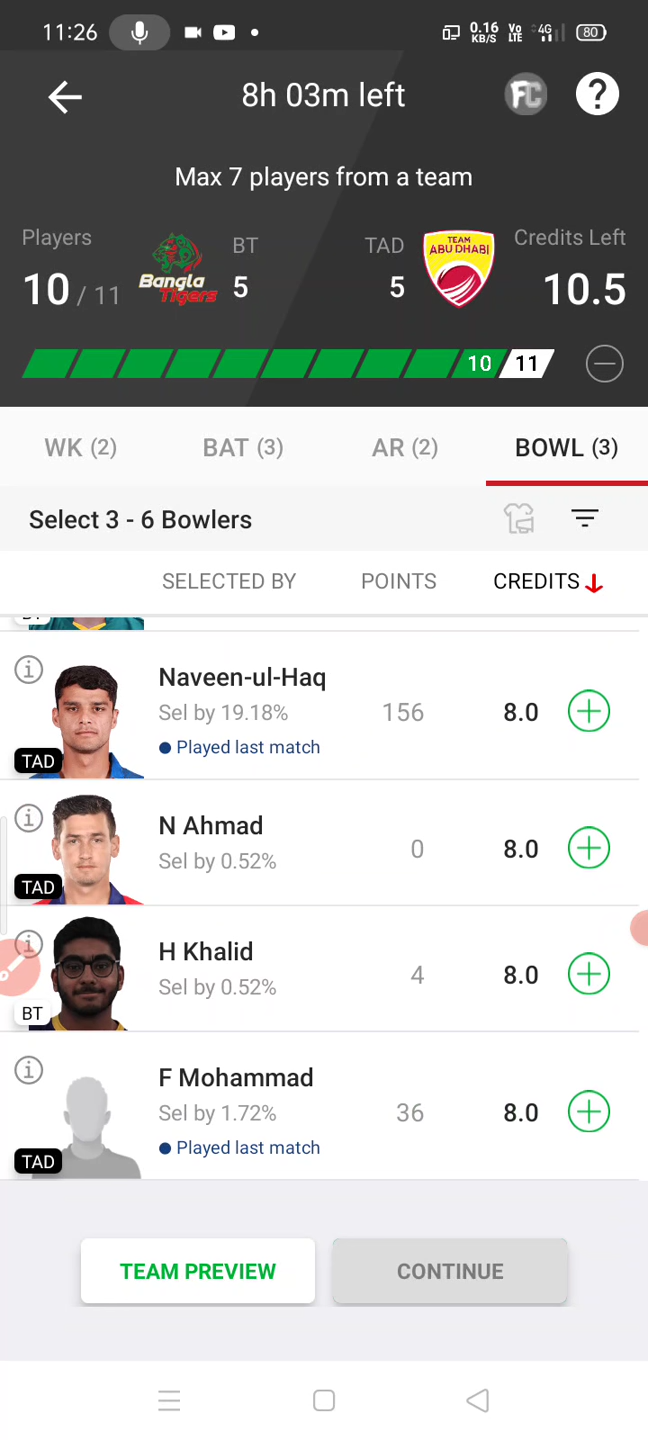 11:26
0.16 KB/S
Vo LTE
4G
80
8h 03m left
FC
?
Max 7 players from a team
Players
BT
TAD
Credits Left
10 / 11
Bangla Tigers
5
5
TEAM ABU DHABI
10.5
10
11
WK (2)
BAT (3)
AR (2)
BOWL (3)
Select 3 - 6 Bowlers
SELECTED BY
POINTS
CREDITS
BT
Naveen-ul-Haq
Sel by 19.18%
156
8.0
Played last match
TAD
N Ahmad
Sel by 0.52%
0
8.0
TAD
H Khalid
Sel by 0.52%
4
8.0
BT
F Mohammad
Sel by 1.72%
36
8.0
Played last match
TAD
TEAM PREVIEW
CONTINUE